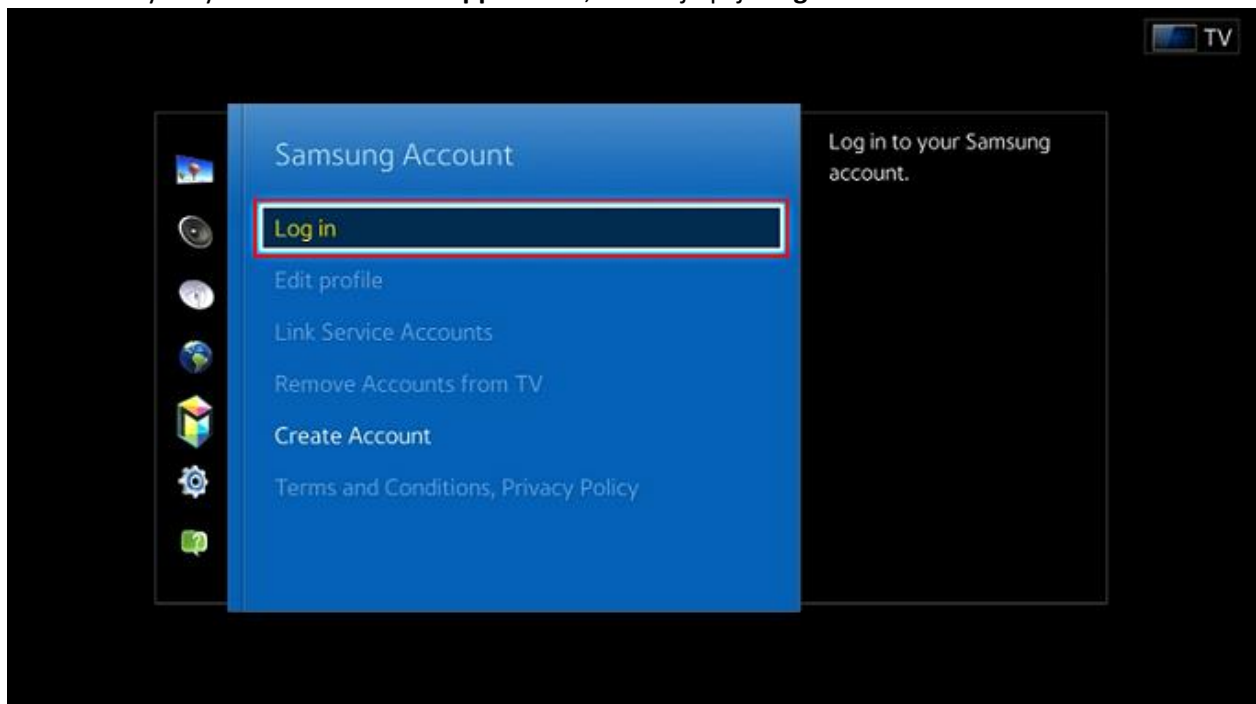 TV
Samsung Account
Log in to your Samsung
account.
Log in
Edit profile
Link Service Accounts
Remove Accounts from TV
Create Account
Terms and Conditions, Privacy Policy